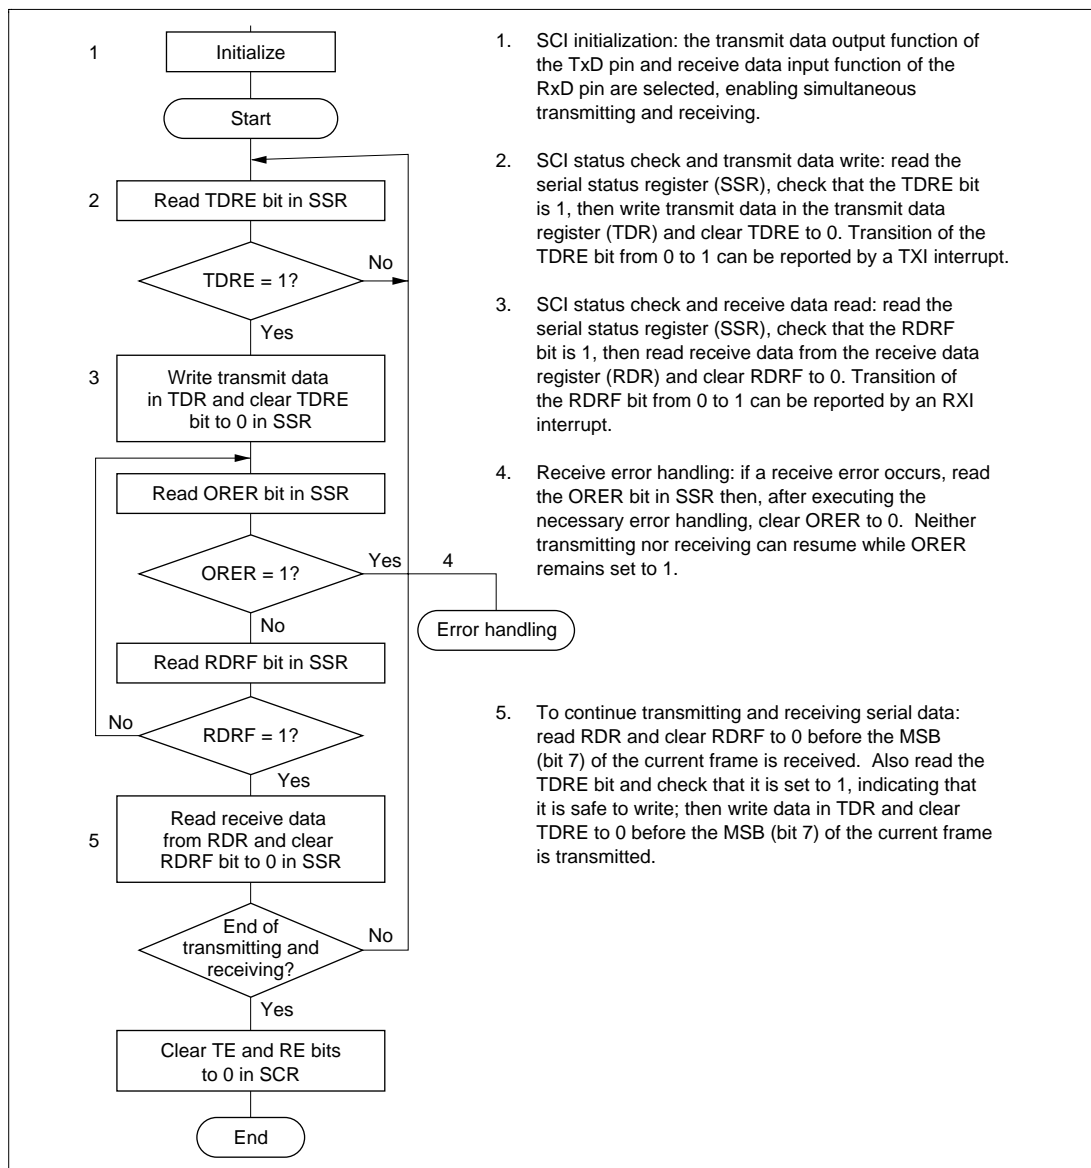 1
Initialize
Start
2
Read TDRE bit in SSR
TDRE = 1?
No
Yes
3
Write transmit data
in TDR and clear TDRE
bit to 0 in SSR
Read ORER bit in SSR
ORER = 1?
Yes
4
Error handling
No
Read RDRF bit in SSR
No
RDRF = 1?
Yes
5
Read receive data
from RDR and clear
RDRF bit to 0 in SSR
End of
transmitting and
receiving?
No
Yes
Clear TE and RE bits
to 0 in SCR
End
1. SCI initialization: the transmit data output function of
the TxD pin and receive data input function of the
RxD pin are selected, enabling simultaneous
transmitting and receiving.
2. SCI status check and transmit data write: read the
serial status register (SSR), check that the TDRE bit
is 1, then write transmit data in the transmit data
register (TDR) and clear TDRE to 0. Transition of the
TDRE bit from 0 to 1 can be reported by a TXI interrupt.
3. SCI status check and receive data read: read the
serial status register (SSR), check that the RDRF
bit is 1, then read receive data from the receive data
register (RDR) and clear RDRF to 0. Transition of
the RDRF bit from 0 to 1 can be reported by an RXI
interrupt.
4. Receive error handling: if a receive error occurs, read
the ORER bit in SSR then, after executing the
necessary error handling, clear ORER to 0. Neither
transmitting nor receiving can resume while ORER
remains set to 1.
5. To continue transmitting and receiving serial data:
read RDR and clear RDRF to 0 before the MSB
(bit 7) of the current frame is received. Also read the
TDRE bit and check that it is set to 1, indicating that
it is safe to write; then write data in TDR and clear
TDRE to 0 before the MSB (bit 7) of the current frame
is transmitted.